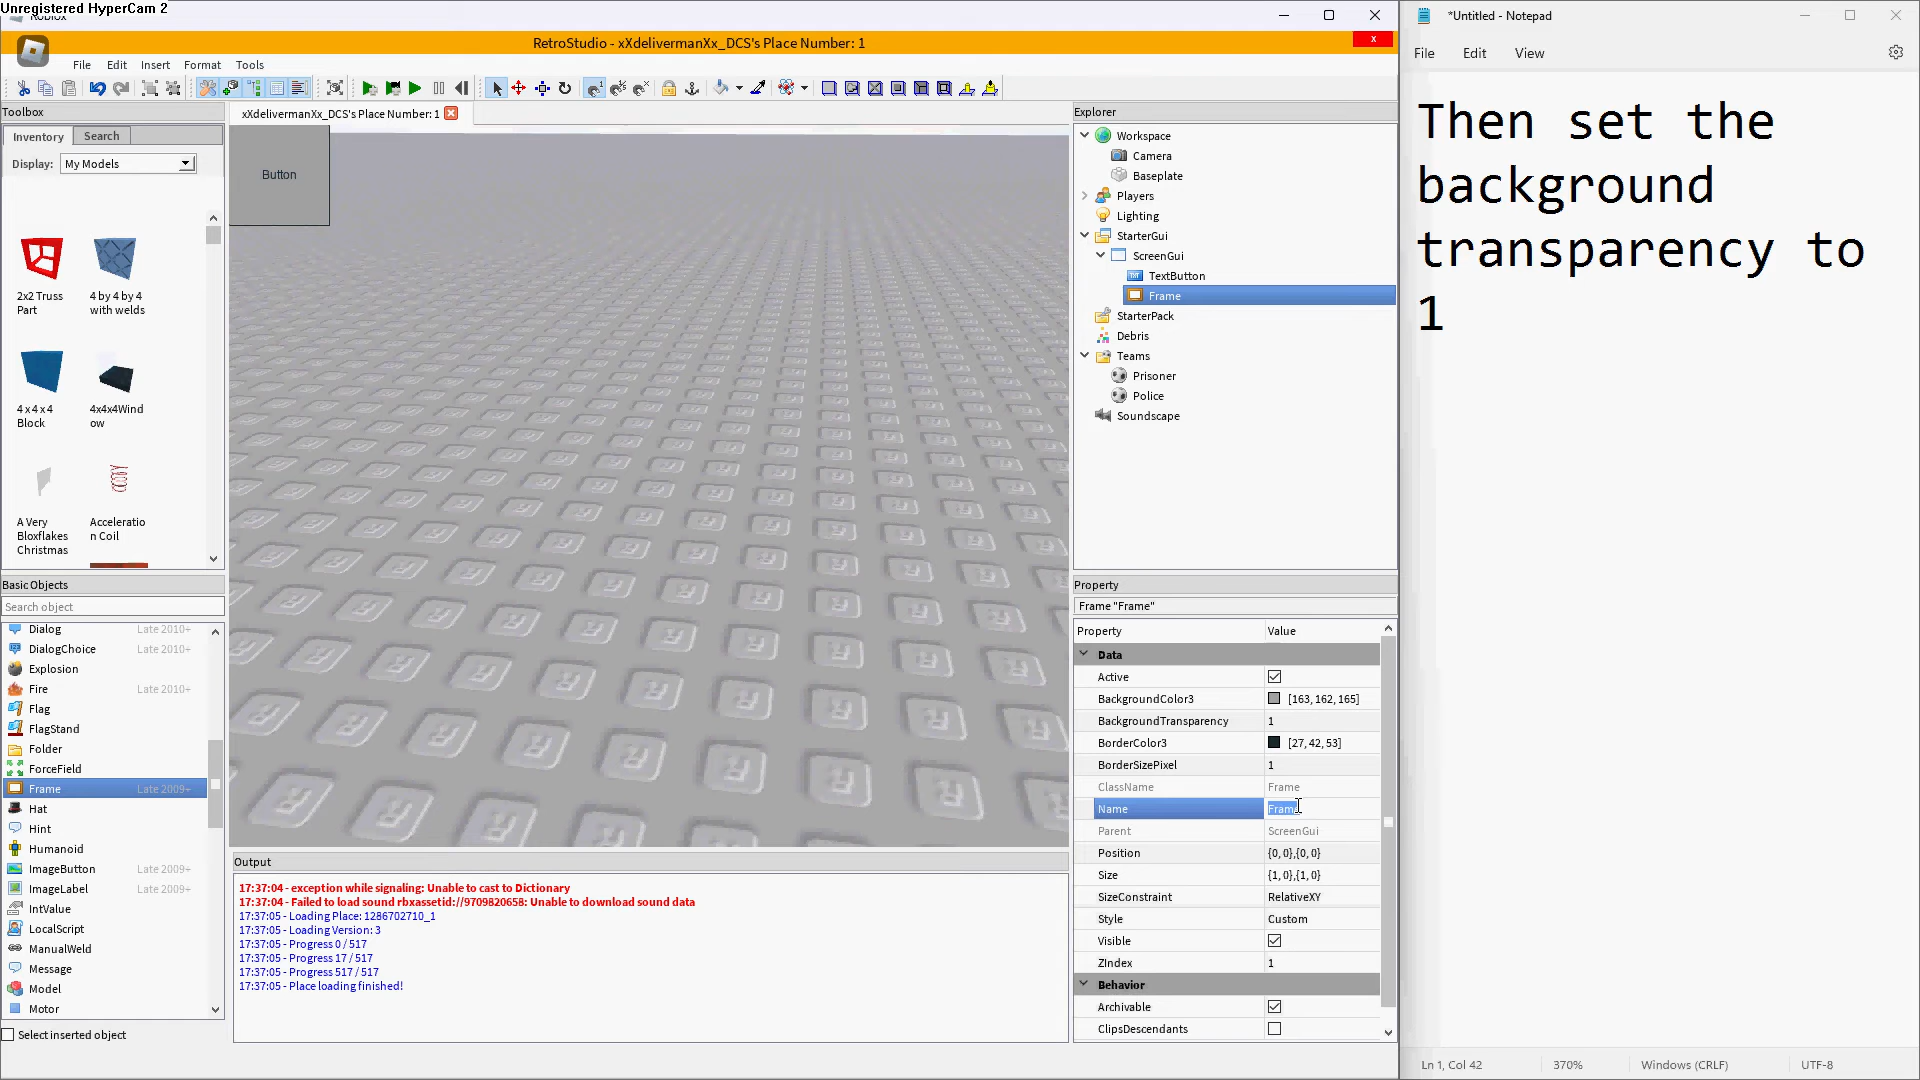 Unregistered HyperCam 2
Roblox
RetroStudio - xXdelivermanXx_DCS's Place Number: 1
x
File Edit Insert Format Tools
Toolbox
Inventory Search
Display: My Models
2x2 Truss
Part
4 by 4 by 4
with welds
4 x 4 x 4
Block
4x4x4Wind
ow
A Very
Bloxflakes
Christmas
Acceleratio
n Coil
Basic Objects
Search object
Dialog Late 2010+
DialogChoice Late 2010+
Explosion
Fire Late 2010+
Flag
FlagStand
Folder
ForceField
Frame Late 2009+
Hat
Hint
Humanoid
ImageButton Late 2009+
ImageLabel Late 2009+
IntValue
LocalScript
ManualWeld
Message
Model
Motor
Select inserted object
xXdelivermanXx_DCS's Place Number: 1
Button
Output
17:37:04 - exception while signaling: Unable to cast to Dictionary
17:37:04 - Failed to load sound rbxassetid://9709820658: Unable to download sound data
17:37:05 - Loading Place: 1286702710_1
17:37:05 - Loading Version: 3
17:37:05 - Progress 0 / 517
17:37:05 - Progress 17 / 517
17:37:05 - Progress 517 / 517
17:37:05 - Place loading finished!
Explorer
Workspace
Camera
Baseplate
Players
Lighting
StarterGui
ScreenGui
TextButton
Frame
StarterPack
Debris
Teams
Prisoner
Police
Soundscape
Property
Frame "Frame"
Property Value
Data
Active
BackgroundColor3 [163, 162, 165]
BackgroundTransparency 1
BorderColor3 [27, 42, 53]
BorderSizePixel 1
ClassName Frame
Name Frame
Parent ScreenGui
Position {0, 0},{0, 0}
Size {1, 0},{1, 0}
SizeConstraint RelativeXY
Style Custom
Visible
ZIndex 1
Behavior
Archivable
ClipsDescendants
*Untitled - Notepad
File Edit View
Then set the
background
transparency to
1
Ln 1, Col 42 370% Windows (CRLF) UTF-8